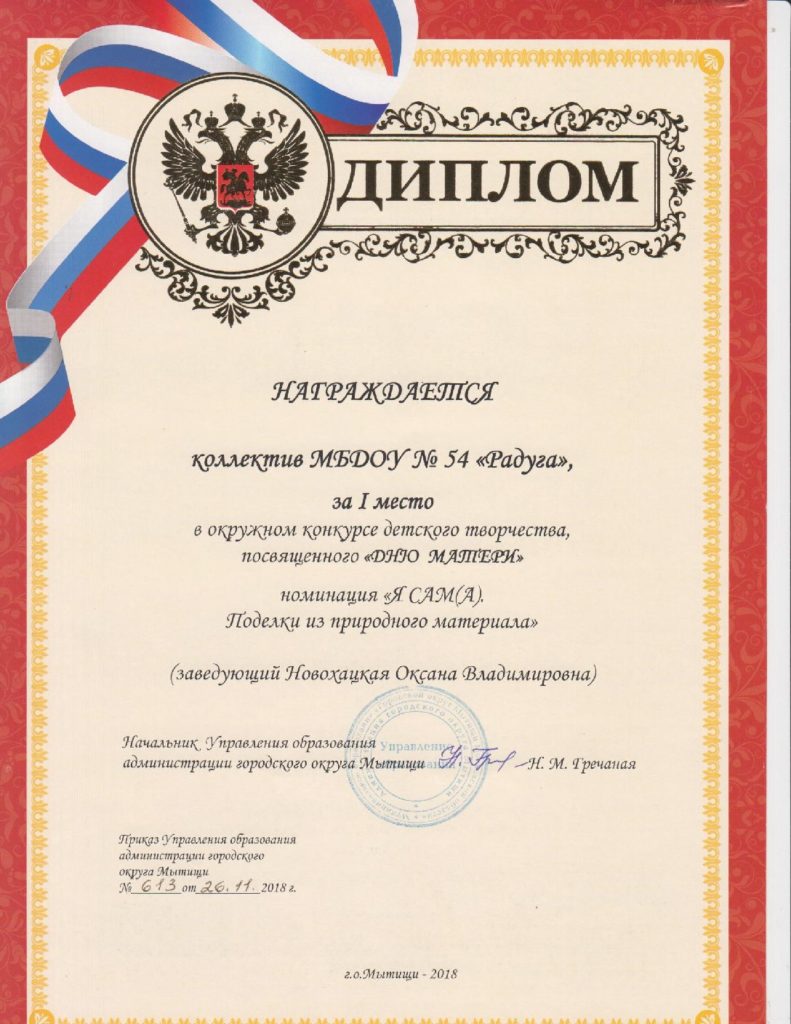 ДИПЛОМ
НАГРАЖДАЕТСЯ
коллектив МБДОУ № 54 «Радуга»,
за I место
в окружном конкурсе детского творчества,
посвященного «ДНЮ МАТЕРИ»
номинация «Я САМ(А).
Поделки из природного материала»
(заведующий Новохацкая Оксана Владимировна)
Начальник Управления образования
администрации городского округа Мытищи
Н. М. Гречаная
Управление
образования
Приказ Управления образования
администрации городского
округа Мытищи
№ 613 от 26.11. 2018 г.
г.о.Мытищи - 2018